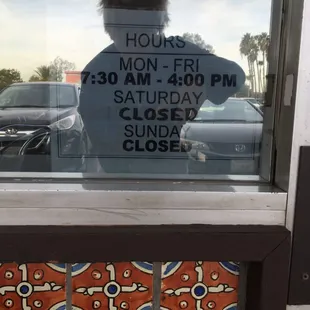 HOURS
MON - FRI
7:30 AM - 4:00 PM
SATURDAY
CLOSED
SUNDAY
CLOSED